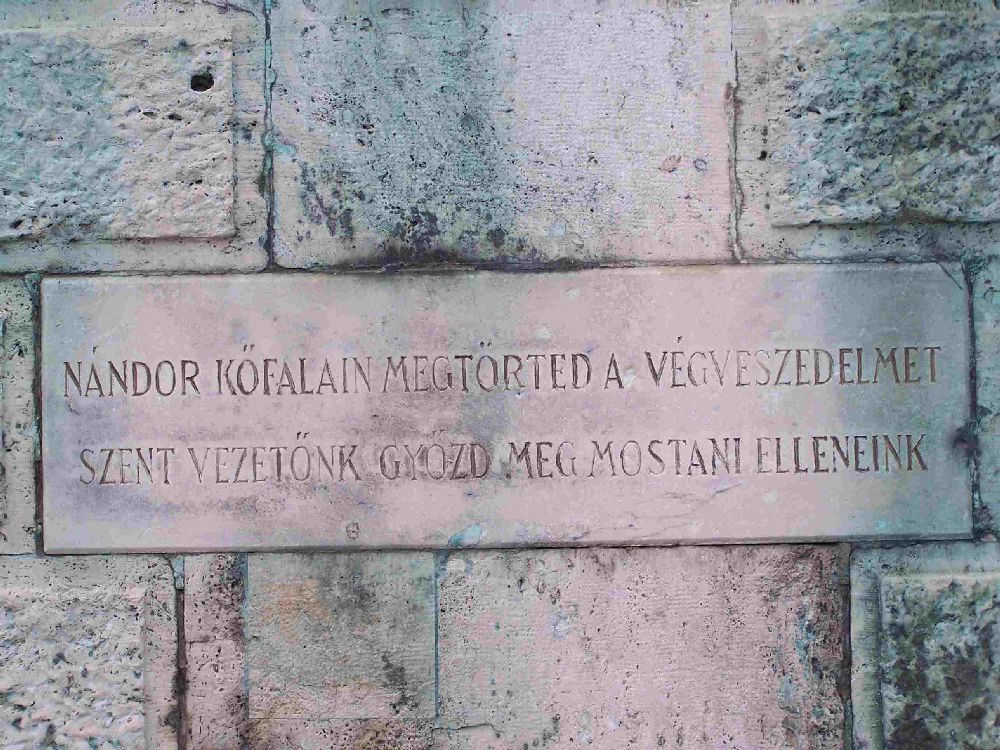 NÁNDOR KŐFALAIN MEGTÖRTED A VÉGVESZEDELMET
SZENT VEZETŐNK GYŐZD MEG MOSTANI ELLENEINK